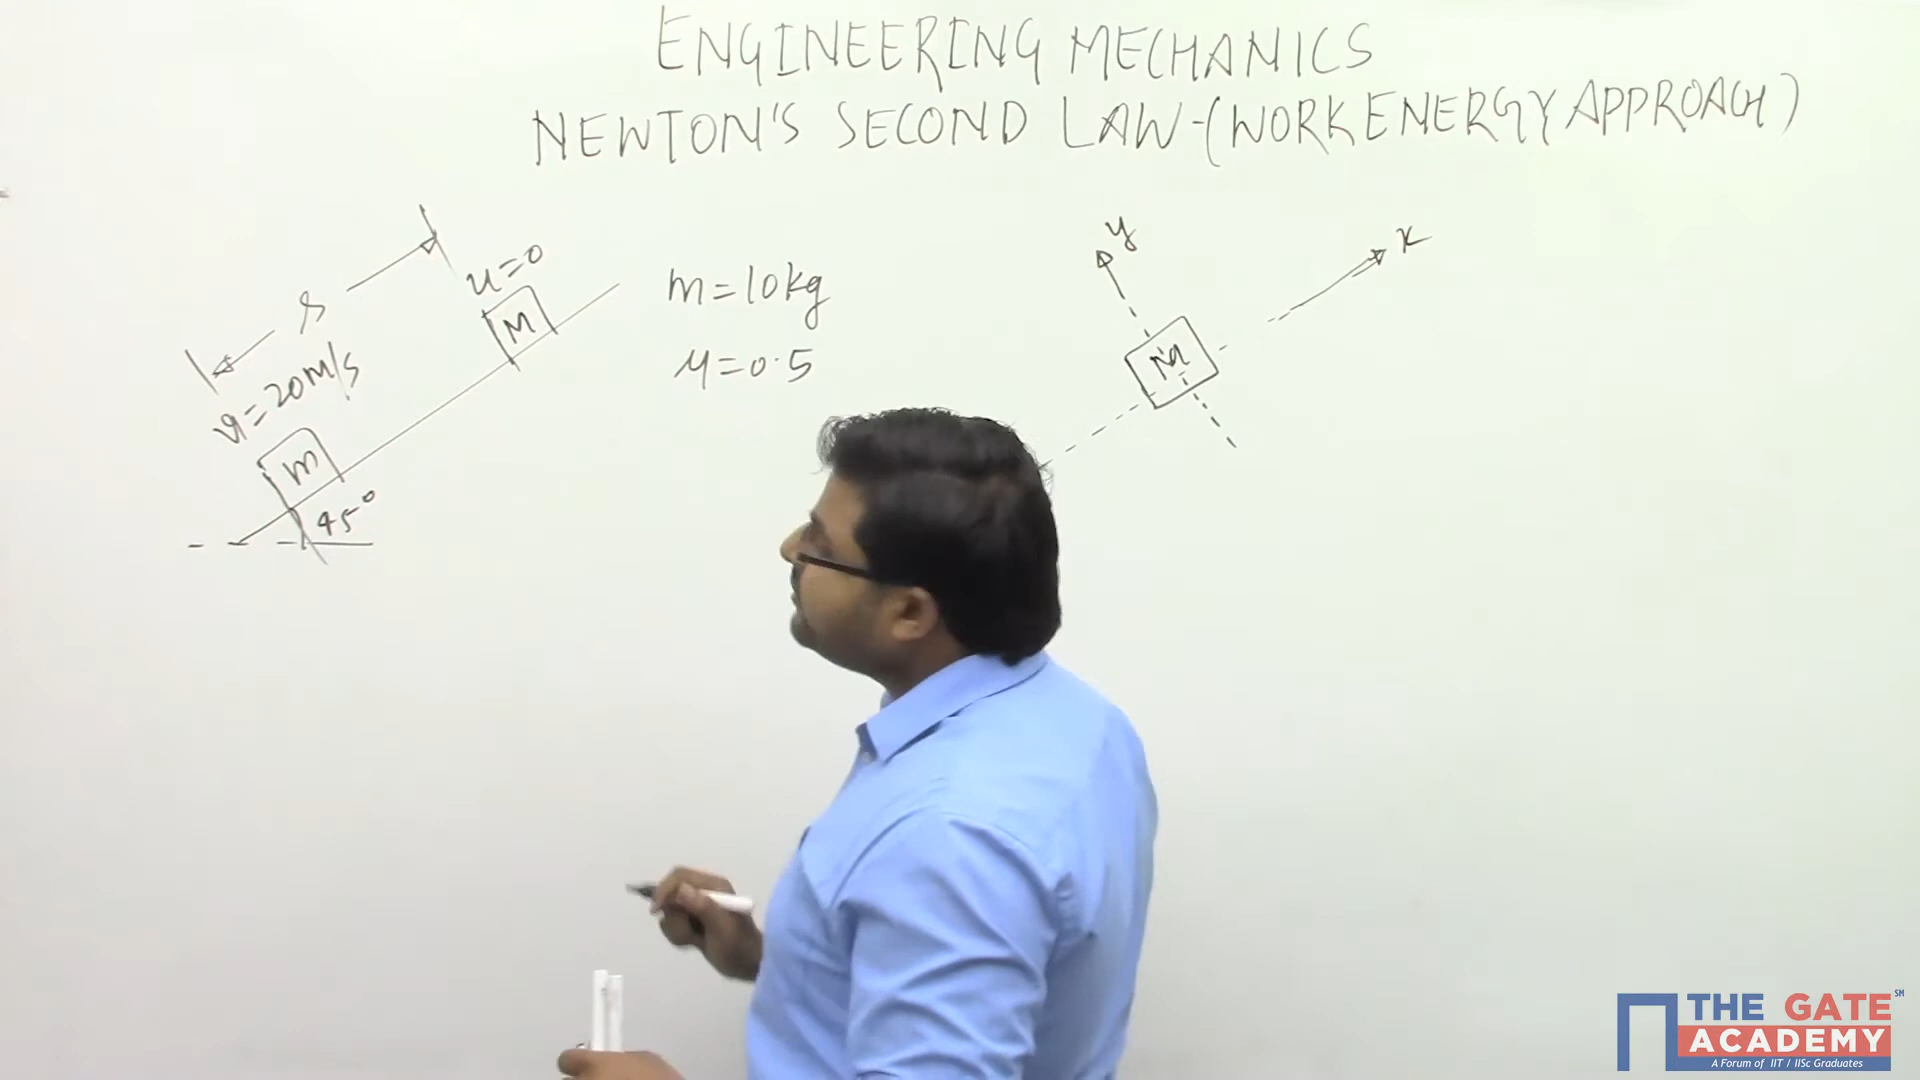 ENGINEERING MECHANICS
NEWTON'S SECOND LAW-(WORK ENERGY APPROACH)
s
u=0
v=20m/s
M
m
45°
m=10kg
μ=0.5
y
x
M
THE GATE
ACADEMY
SM
A Forum of IIT / IISc Graduates